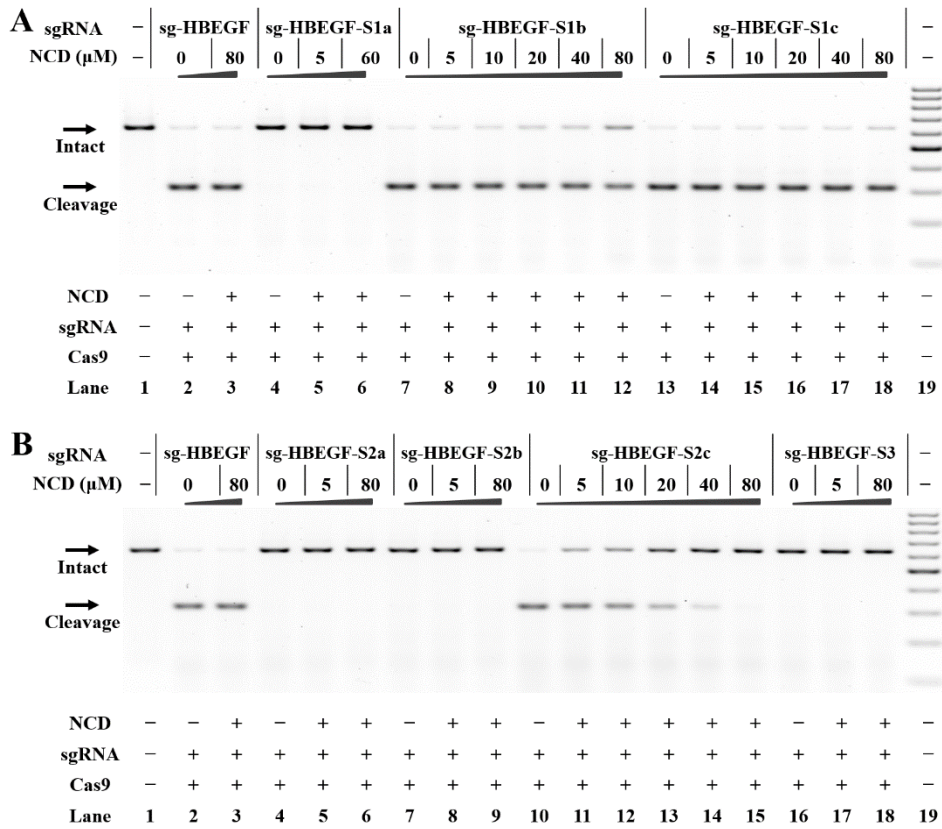 A
sgRNA – sg-HBEGF sg-HBEGF-S1a sg-HBEGF-S1b sg-HBEGF-S1c –
NCD (μM) – 0 80 0 5 60 0 5 10 20 40 80 0 5 10 20 40 80 –
Intact
Cleavage
NCD – – + – + + – + + + + + – + + + + + –
sgRNA – + + + + + + + + + + + + + + + + + –
Cas9 – + + + + + + + + + + + + + + + + + –
Lane 1 2 3 4 5 6 7 8 9 10 11 12 13 14 15 16 17 18 19
B
sgRNA – sg-HBEGF sg-HBEGF-S2a sg-HBEGF-S2b sg-HBEGF-S2c sg-HBEGF-S3 –
NCD (μM) – 0 80 0 5 80 0 5 80 0 5 10 20 40 80 0 5 80 –
Intact
Cleavage
NCD – – + – + + – + + – + + + + + – + + –
sgRNA – + + + + + + + + + + + + + + + + + –
Cas9 – + + + + + + + + + + + + + + + + + –
Lane 1 2 3 4 5 6 7 8 9 10 11 12 13 14 15 16 17 18 19